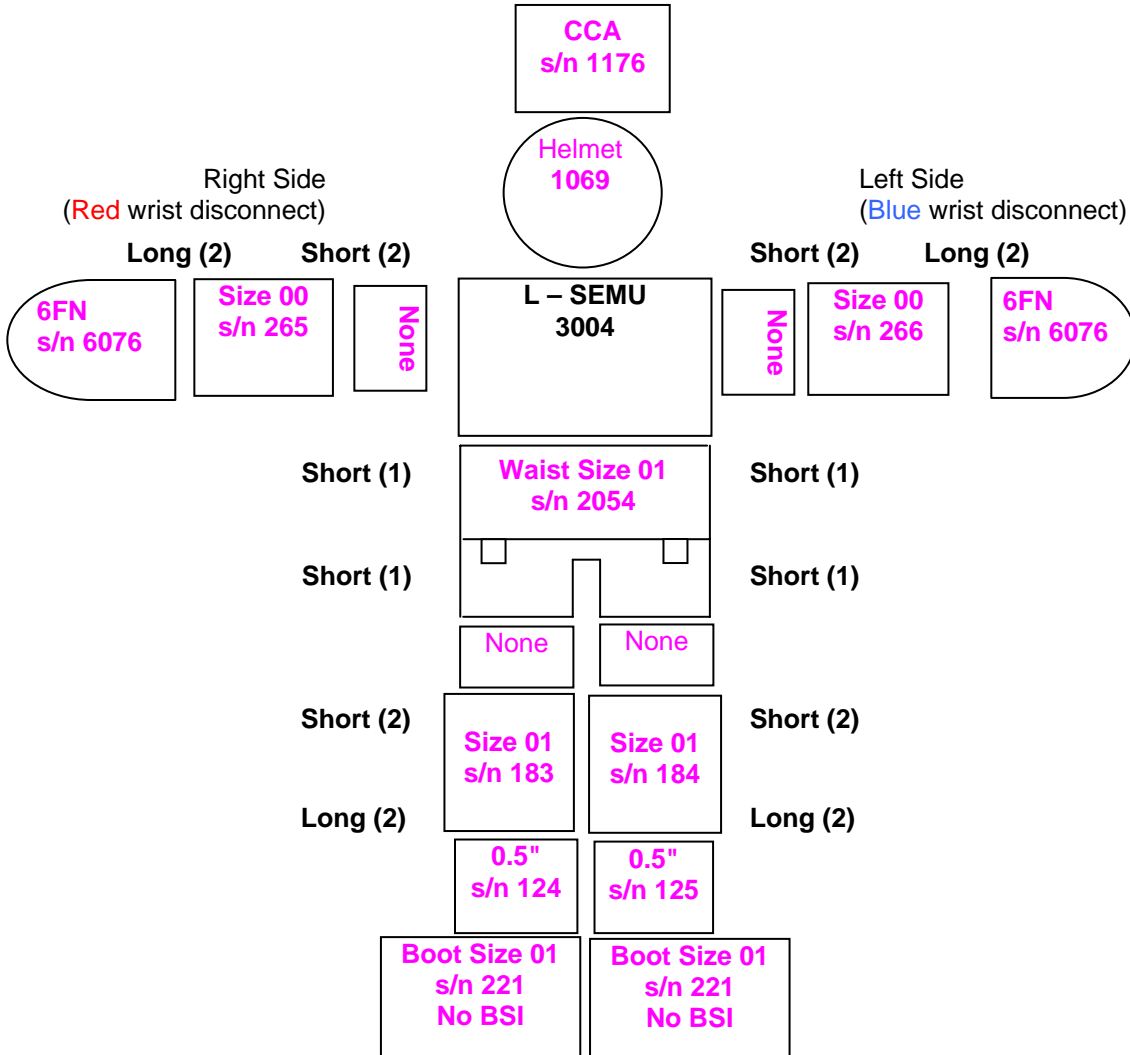 CCA
s/n 1176
Helmet
1069
Right Side
(Red wrist disconnect)
Left Side
(Blue wrist disconnect)
Long (2) Short (2) Short (2) Long (2)
6FN
s/n 6076
Size 00
s/n 265
None
L – SEMU
3004
None
Size 00
s/n 266
6FN
s/n 6076
Short (1)
Waist Size 01
s/n 2054
Short (1)
Short (1)
Short (1)
None
None
Short (2)
Size 01
s/n 183
Size 01
s/n 184
Short (2)
Long (2)
Long (2)
0.5"
s/n 124
0.5"
s/n 125
Boot Size 01
s/n 221
No BSI
Boot Size 01
s/n 221
No BSI